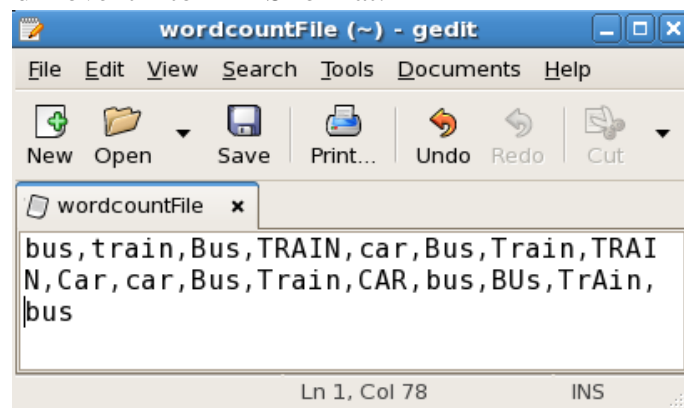 wordcountFile (~) - gedit
File Edit View Search Tools Documents Help
New Open Save Print... Undo Redo Cut
wordcountFile x
bus,train,Bus,TRAIN,car,Bus,Train,TRAI
N,Car,car,Bus,Train,CAR,bus,BUs,TrAin,
bus
Ln 1, Col 78 INS